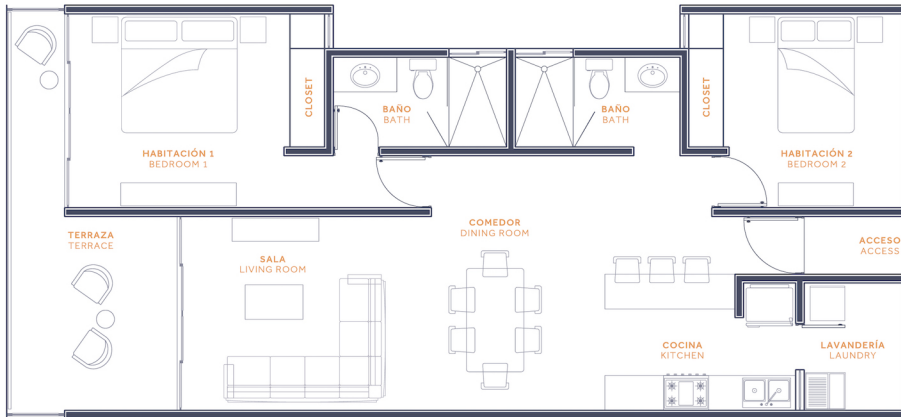 CLOSET
BAÑO
BATH
BAÑO
BATH
CLOSET
HABITACIÓN 1
BEDROOM 1
HABITACIÓN 2
BEDROOM 2
TERRAZA
TERRACE
SALA
LIVING ROOM
COMEDOR
DINING ROOM
ACCESO
ACCESS
COCINA
KITCHEN
LAVANDERÍA
LAUNDRY